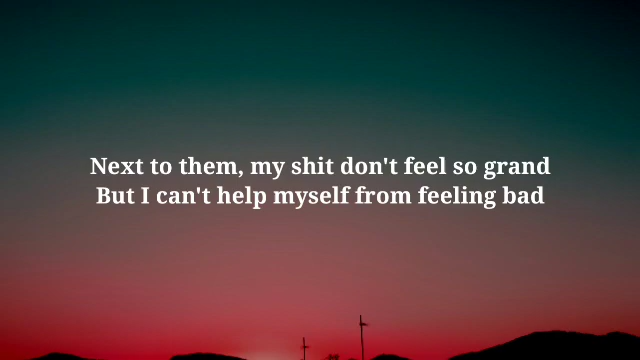 Next to them, my shit don't feel so grand
But I can't help myself from feeling bad